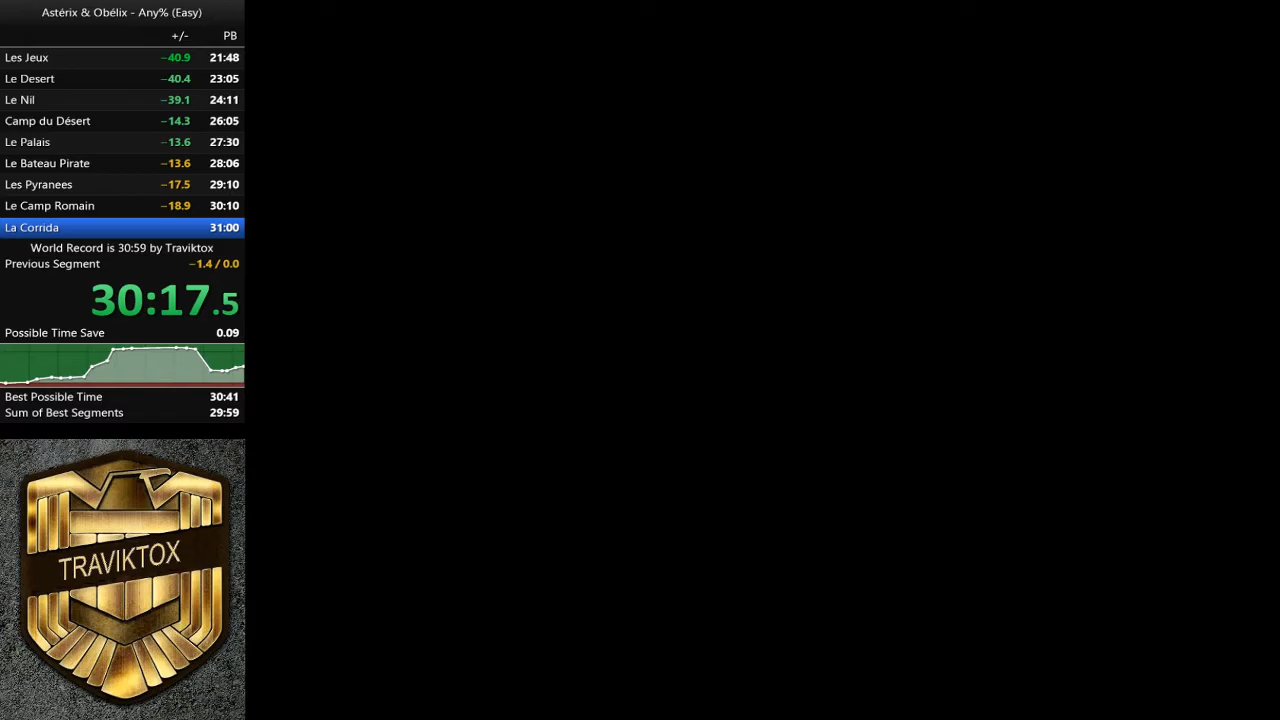 Astérix & Obélix - Any% (Easy)
+/- PB
Les Jeux −40.9 21:48
Le Desert −40.4 23:05
Le Nil −39.1 24:11
Camp du Désert −14.3 26:05
Le Palais −13.6 27:30
Le Bateau Pirate −13.6 28:06
Les Pyranees −17.5 29:10
Le Camp Romain −18.9 30:10
La Corrida 31:00
World Record is 30:59 by Traviktox
Previous Segment −1.4 / 0.0
30:17.5
Possible Time Save 0.09
Best Possible Time 30:41
Sum of Best Segments 29:59
TRAVIKTOX